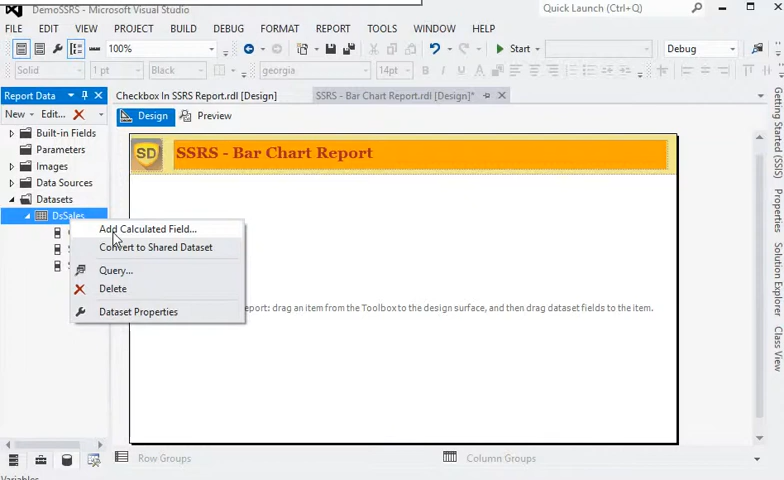 DemoSSRS - Microsoft Visual Studio
Quick Launch (Ctrl+Q)
FILE EDIT VIEW PROJECT BUILD DEBUG FORMAT REPORT TOOLS WINDOW HELP
100% Start Debug
Solid 1 pt Black georgia 14pt B I U A
Report Data Checkbox In SSRS Report.rdl [Design] SSRS - Bar Chart Report.rdl [Design]*
New Edit... Design Preview
Built-in Fields
Parameters
Images
Data Sources
Datasets
DsSales
SD SSRS - Bar Chart Report
Add Calculated Field...
Convert to Shared Dataset
Query...
Delete
Dataset Properties
eport: drag an item from the Toolbox to the design surface, and then drag dataset fields to the item.
Row Groups Column Groups
Getting Started (SSIS)
Properties
Solution Explorer
Class View
Variables